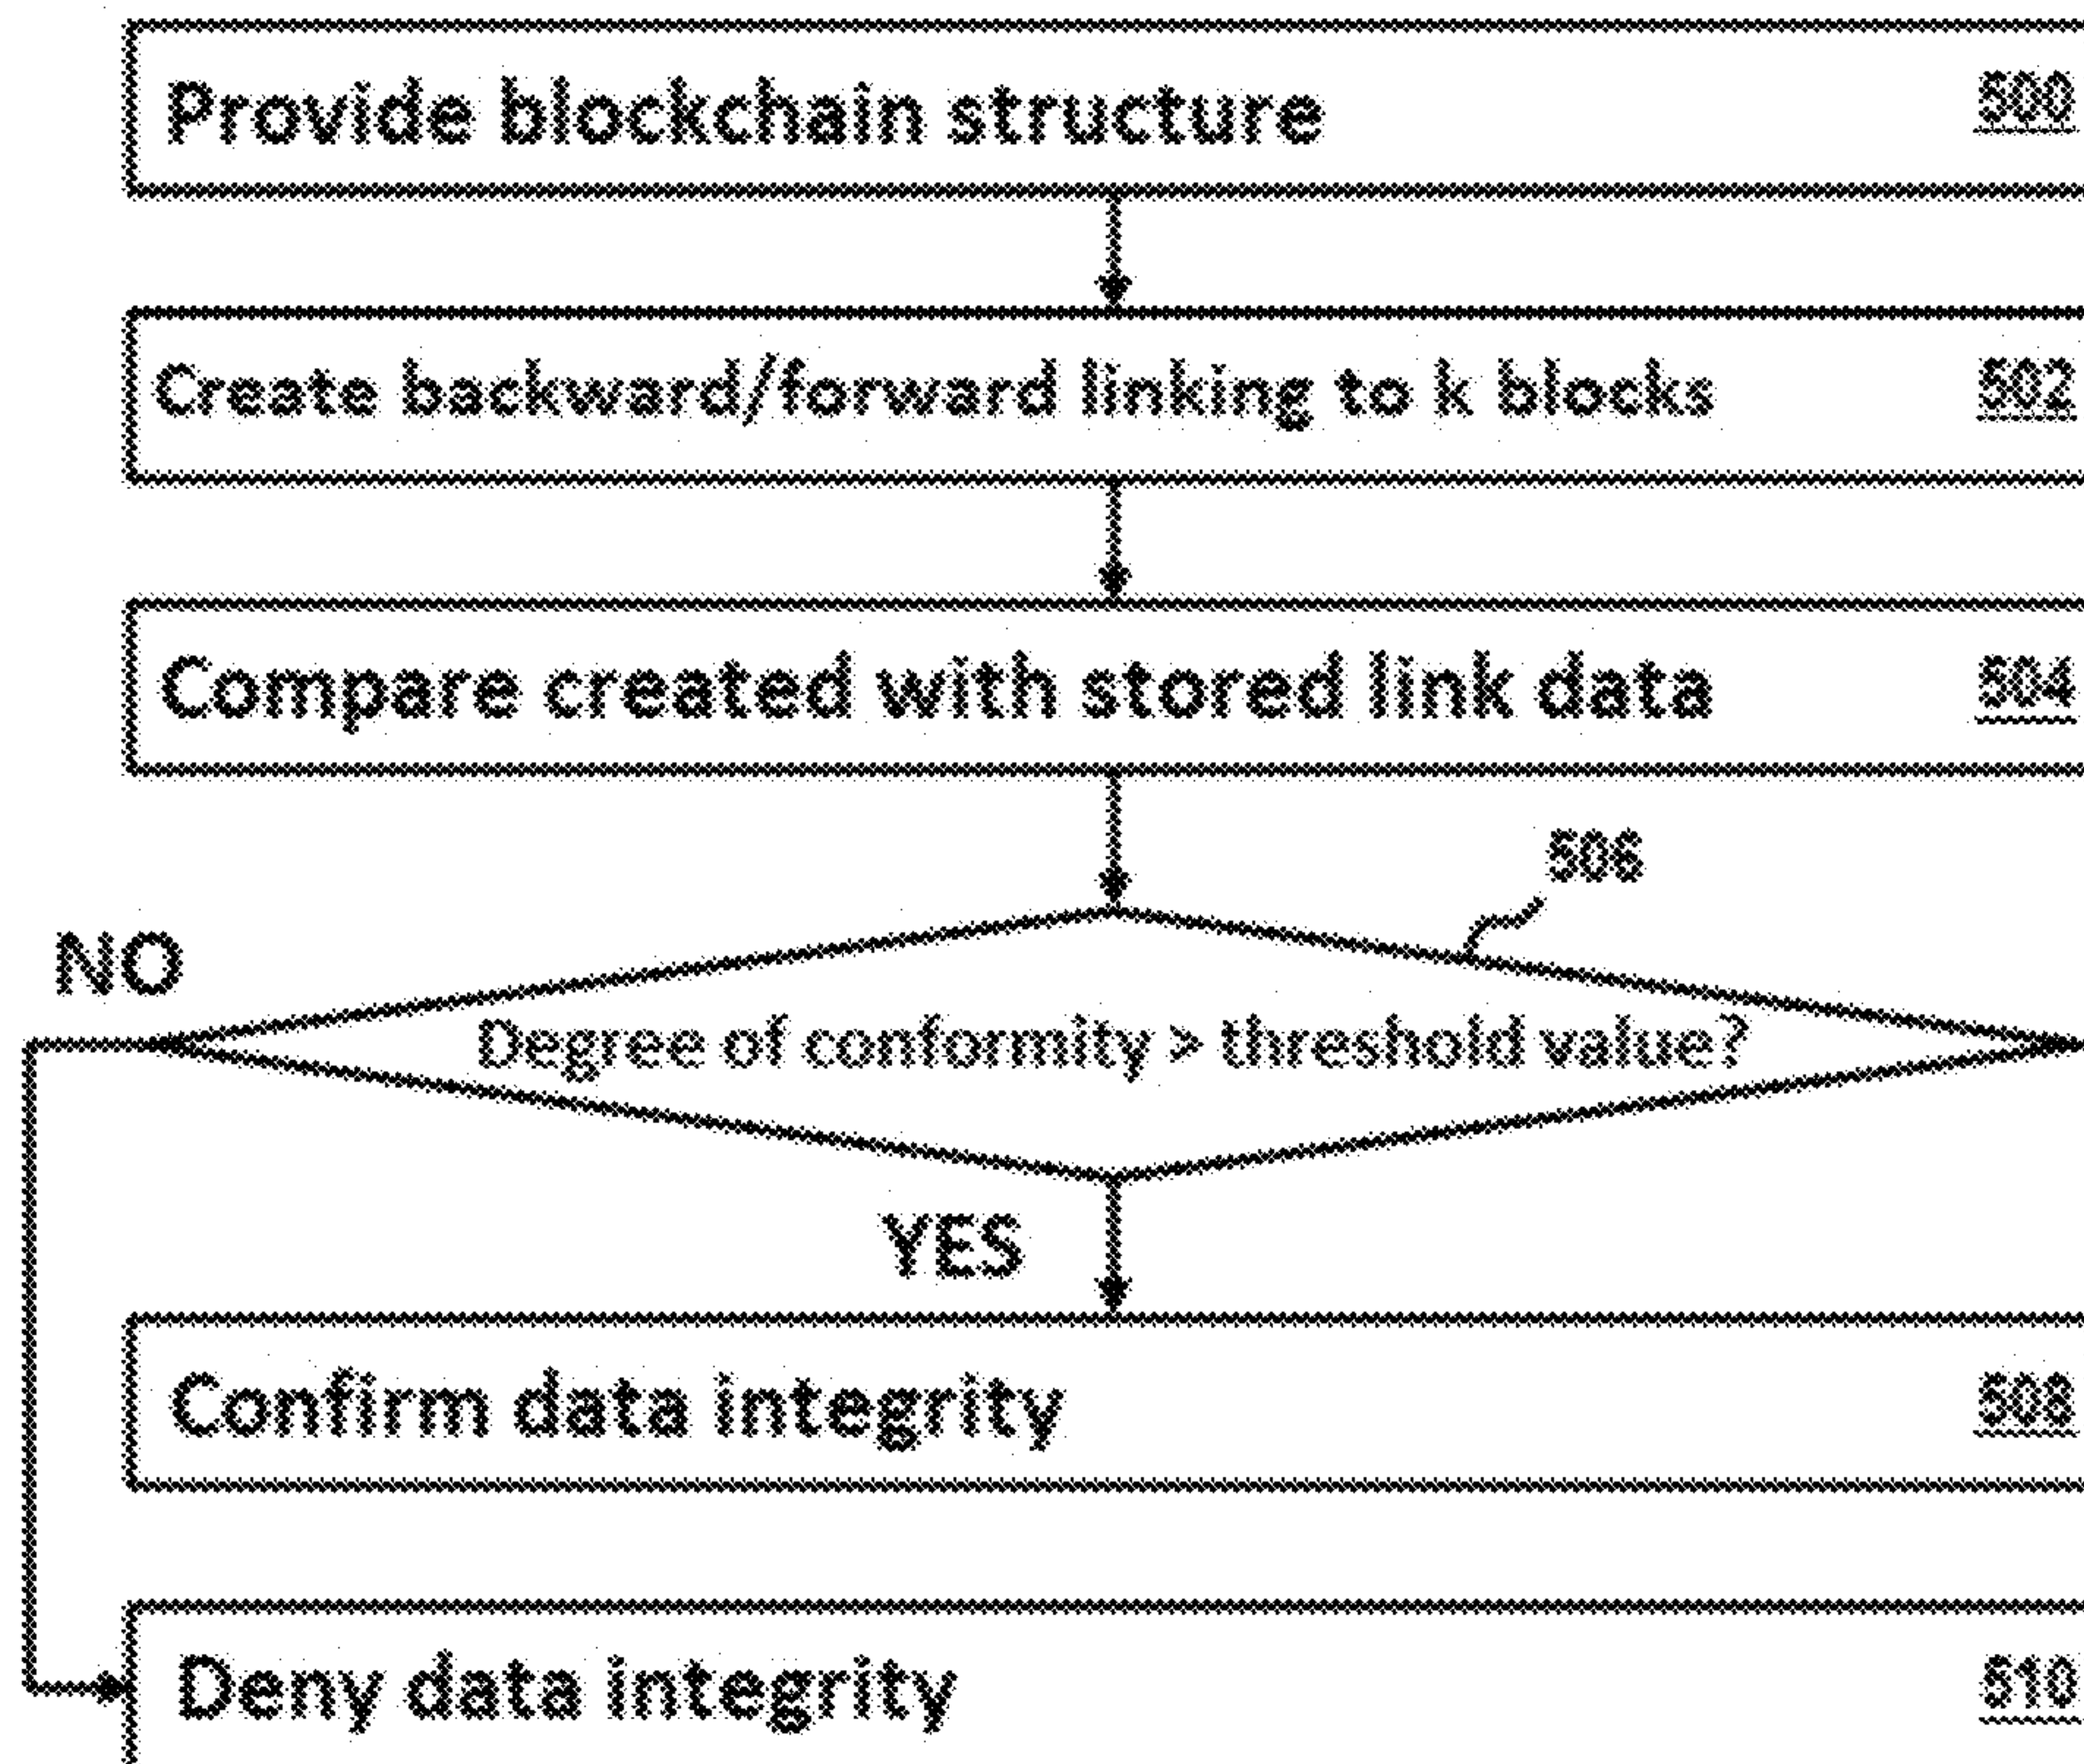 Provide blockchain structure 500
Create backward/forward linking to k blocks 502
Compare created with stored link data 504
506
NO
Degree of conformity > threshold value?
YES
Confirm data integrity 508
Deny data integrity 510